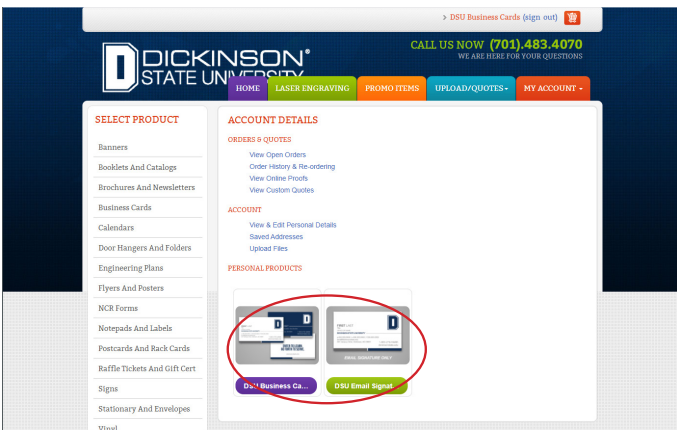 > DSU Business Cards (sign out)
DICKINSON
STATE UNIVERSITY
CALL US NOW (701).483.4070
WE ARE HERE FOR YOUR QUESTIONS
HOME
LASER ENGRAVING
PROMO ITEMS
UPLOAD/QUOTES
MY ACCOUNT
SELECT PRODUCT
Banners
Booklets And Catalogs
Brochures And Newsletters
Business Cards
Calendars
Door Hangers And Folders
Engineering Plans
Flyers And Posters
NCR Forms
Notepads And Labels
Postcards And Rack Cards
Raffle Tickets And Gift Cert
Signs
Stationary And Envelopes
Vinyl
ACCOUNT DETAILS
ORDERS & QUOTES
View Open Orders
Order History & Re-ordering
View Online Proofs
View Custom Quotes
ACCOUNT
View & Edit Personal Details
Saved Addresses
Upload Files
PERSONAL PRODUCTS
EMAIL SIGNATURE ONLY
DSU Business Ca...
DSU Email Signat...